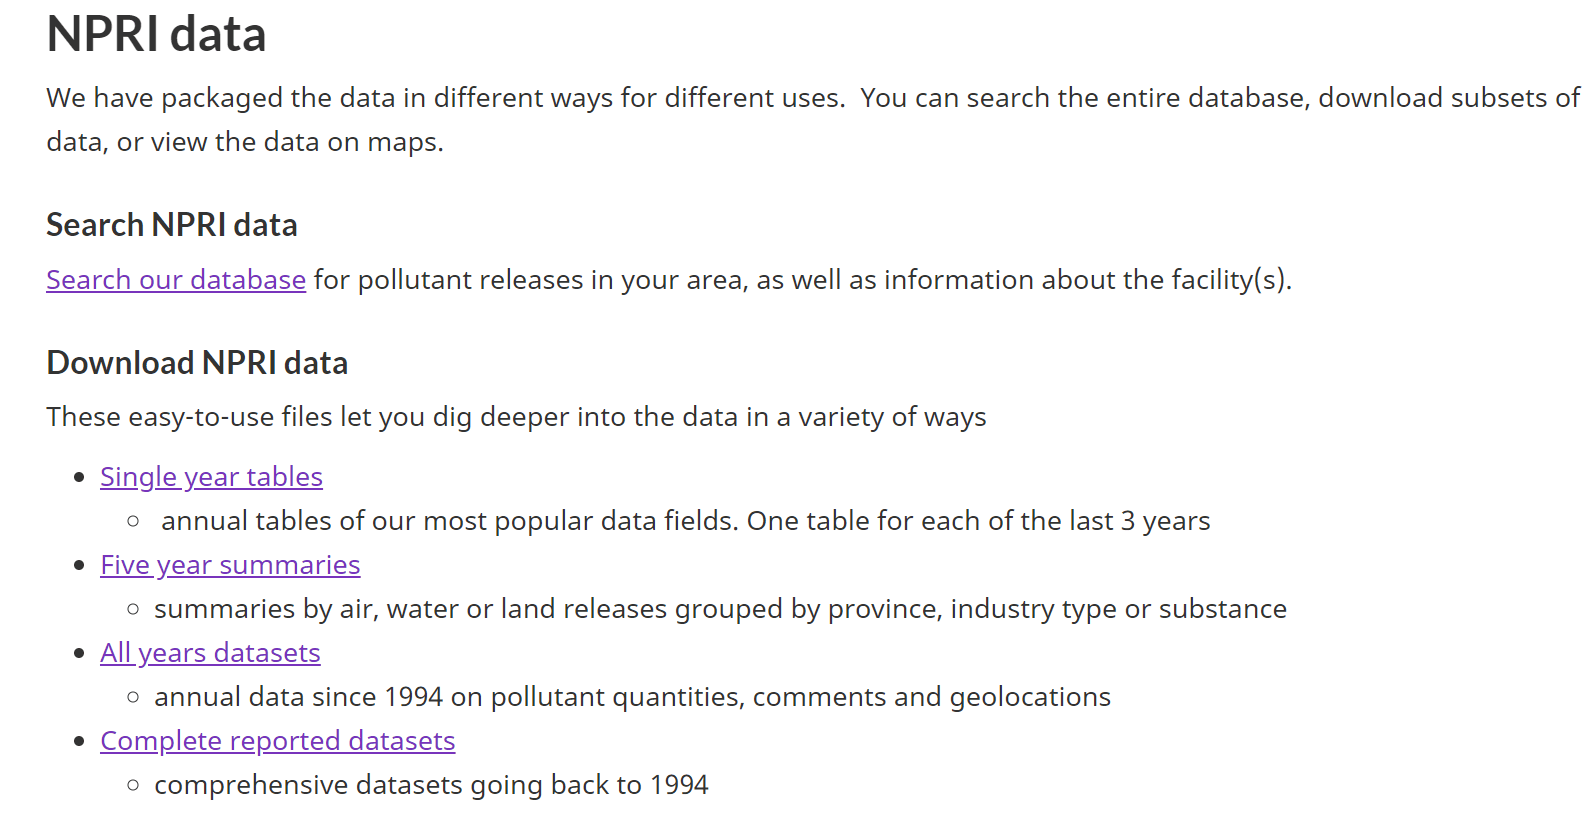 NPRI data
We have packaged the data in different ways for different uses.  You can search the entire database, download subsets of
data, or view the data on maps.
Search NPRI data
Search our database for pollutant releases in your area, as well as information about the facility(s).
Download NPRI data
These easy-to-use files let you dig deeper into the data in a variety of ways
Single year tables
annual tables of our most popular data fields. One table for each of the last 3 years
Five year summaries
summaries by air, water or land releases grouped by province, industry type or substance
All years datasets
annual data since 1994 on pollutant quantities, comments and geolocations
Complete reported datasets
comprehensive datasets going back to 1994